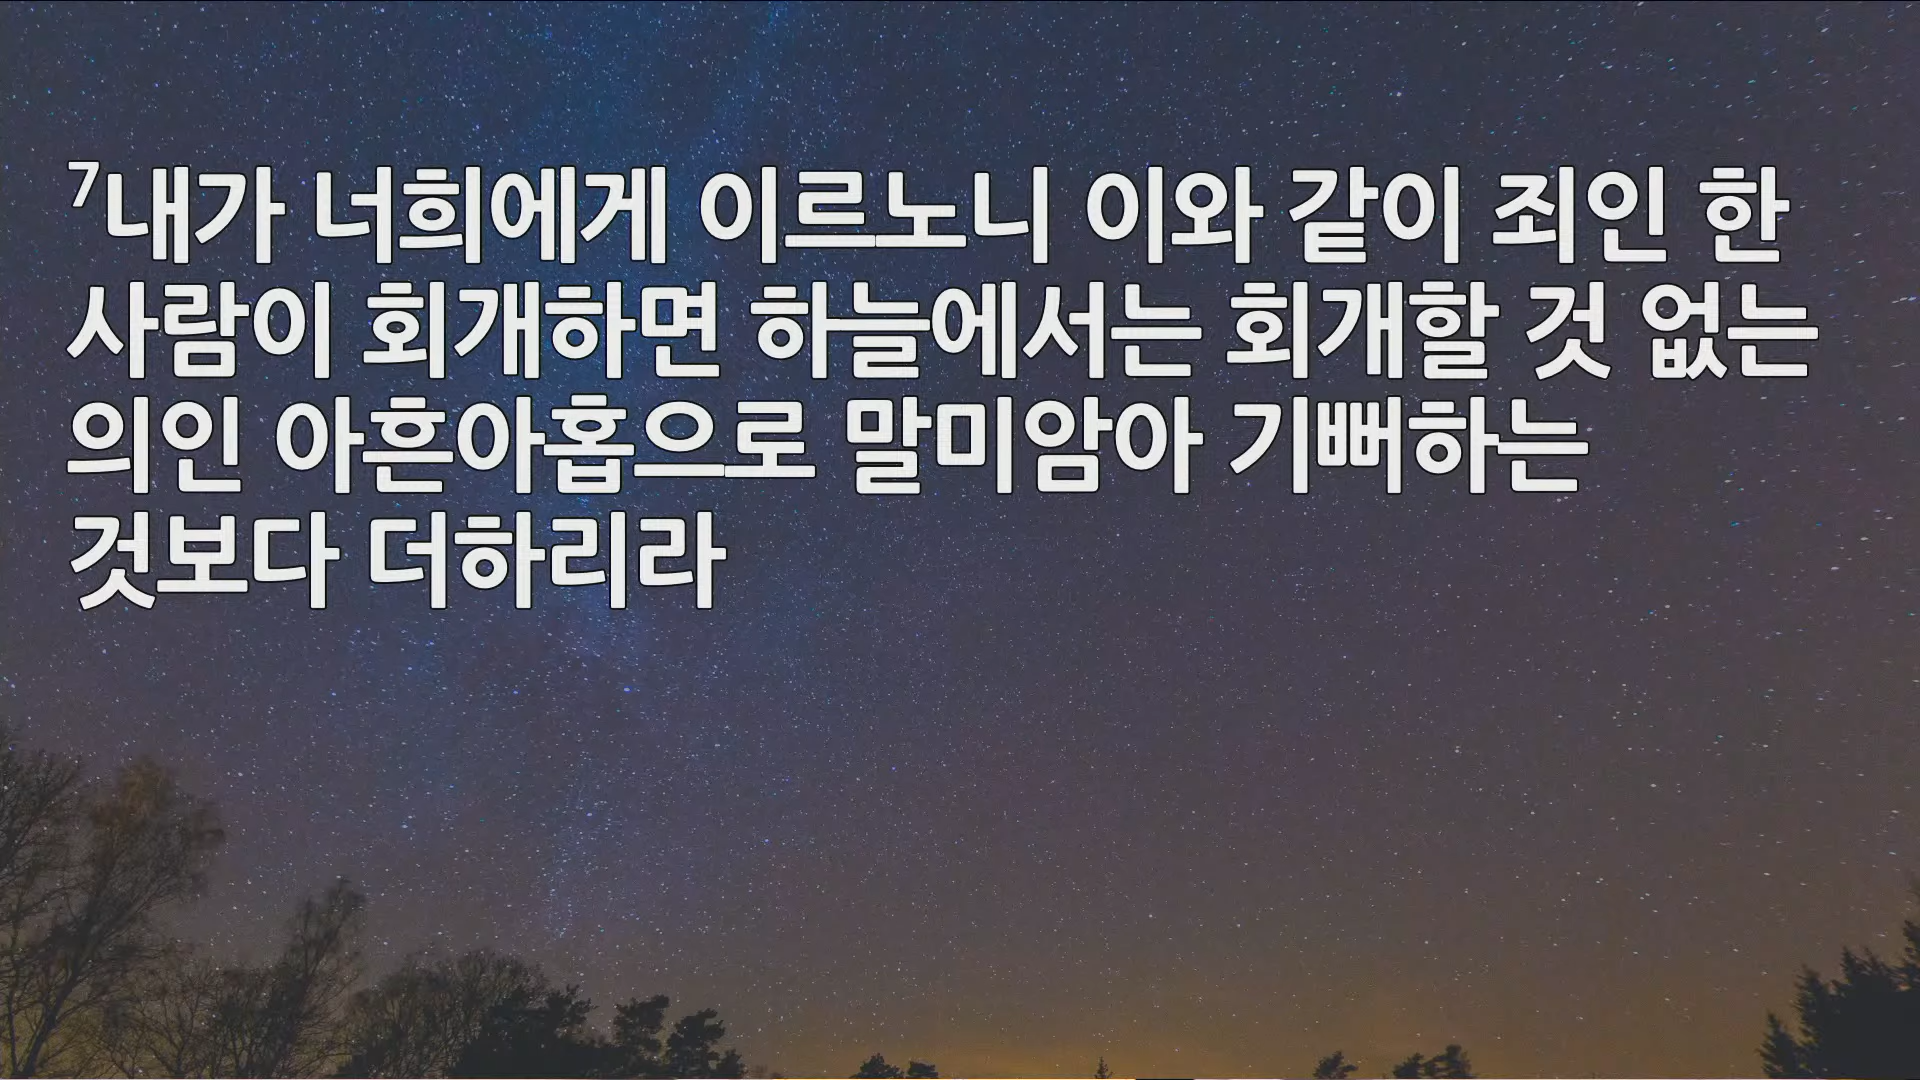 7내가 너희에게 이르노니 이와 같이 죄인 한
사람이 회개하면 하늘에서는 회개할 것 없는
의인 아흔아홉으로 말미암아 기뻐하는
것보다 더하리라